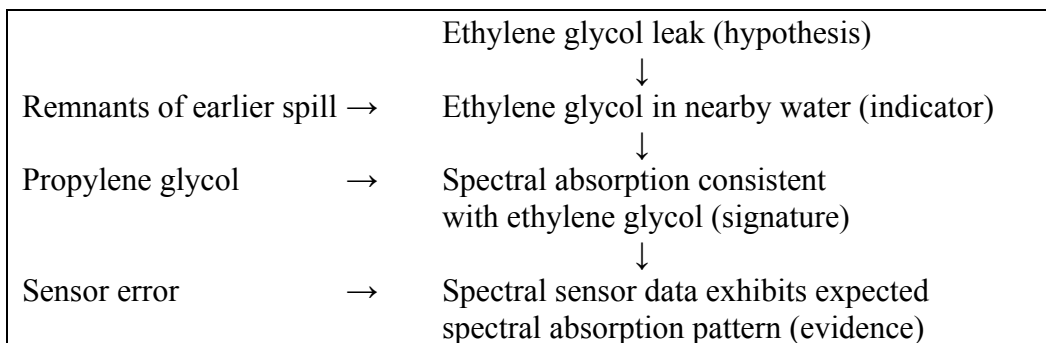 Ethylene glycol leak (hypothesis)
↓
Remnants of earlier spill → Ethylene glycol in nearby water (indicator)
↓
Propylene glycol → Spectral absorption consistent
with ethylene glycol (signature)
↓
Sensor error → Spectral sensor data exhibits expected
spectral absorption pattern (evidence)